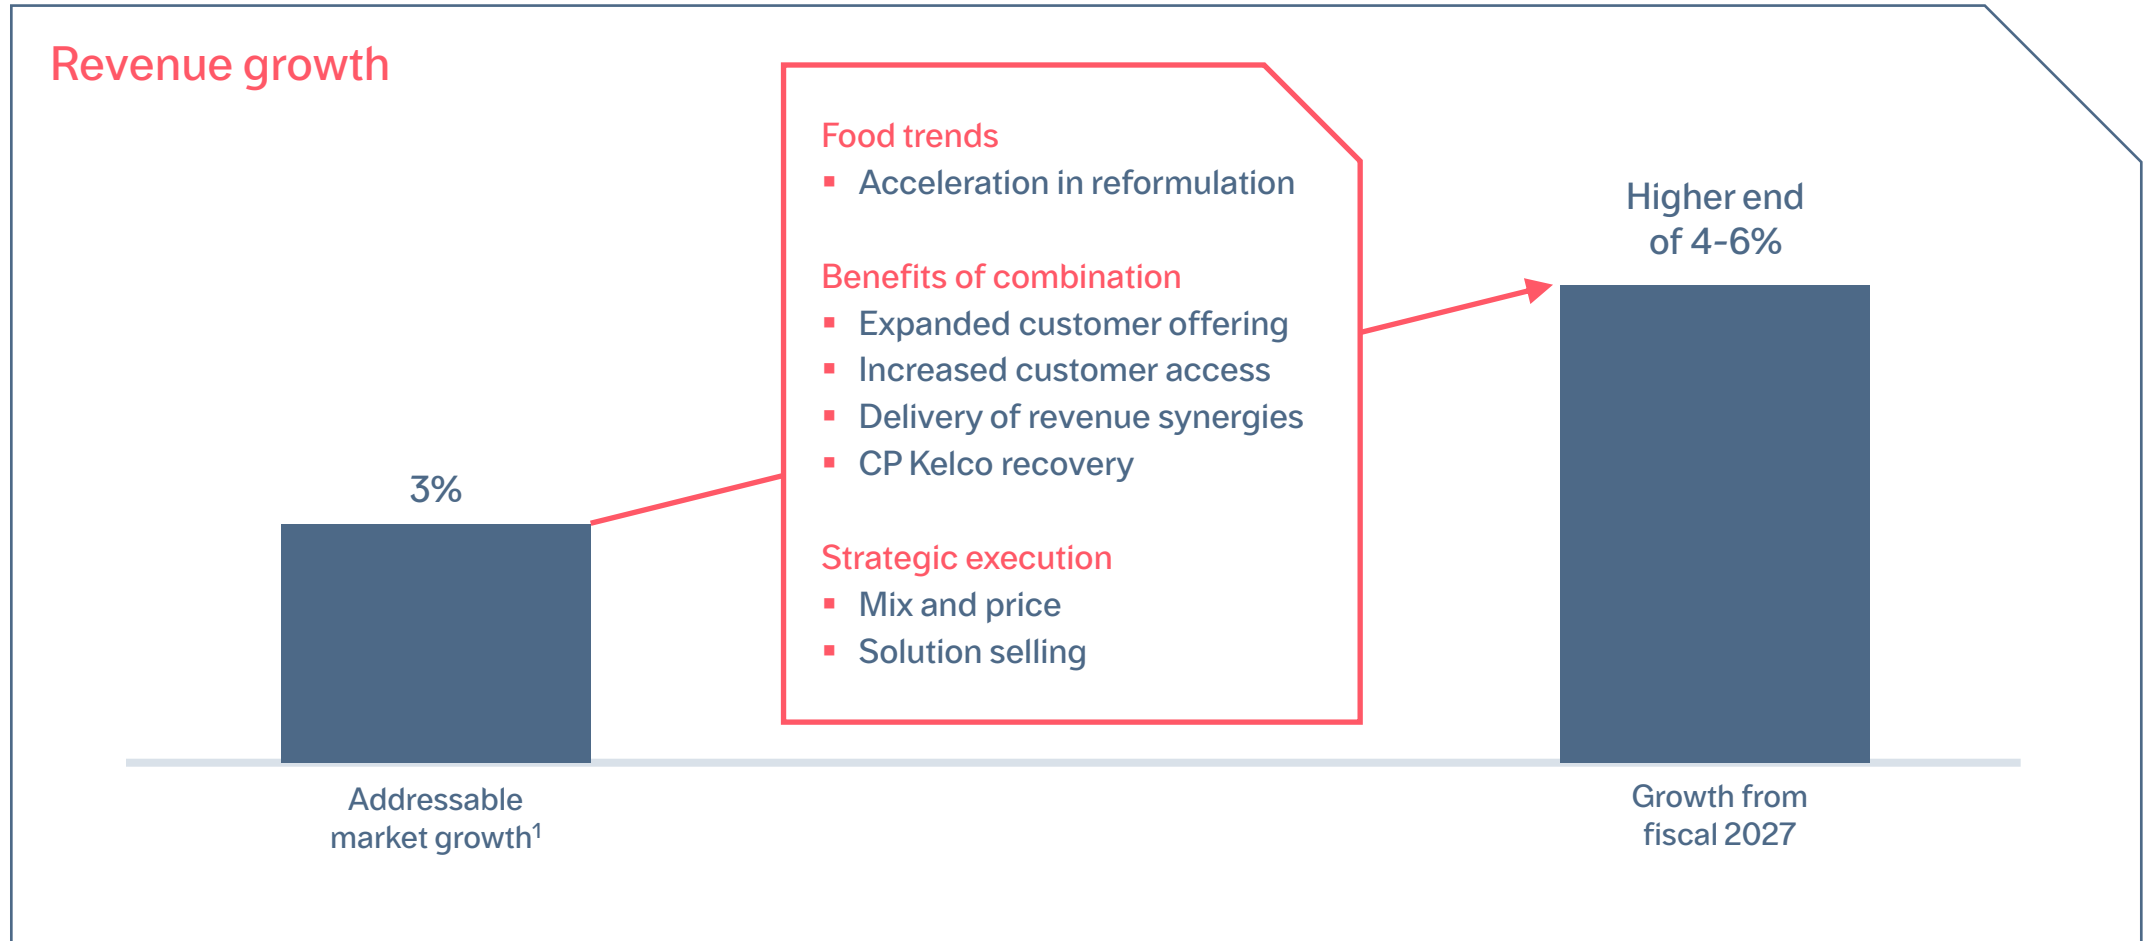 Revenue growth
Food trends
▪ Acceleration in reformulation
Benefits of combination
▪ Expanded customer offering
▪ Increased customer access
▪ Delivery of revenue synergies
▪ CP Kelco recovery
Strategic execution
▪ Mix and price
▪ Solution selling
3%
Higher end
of 4-6%
Addressable
market growth¹
Growth from
fiscal 2027